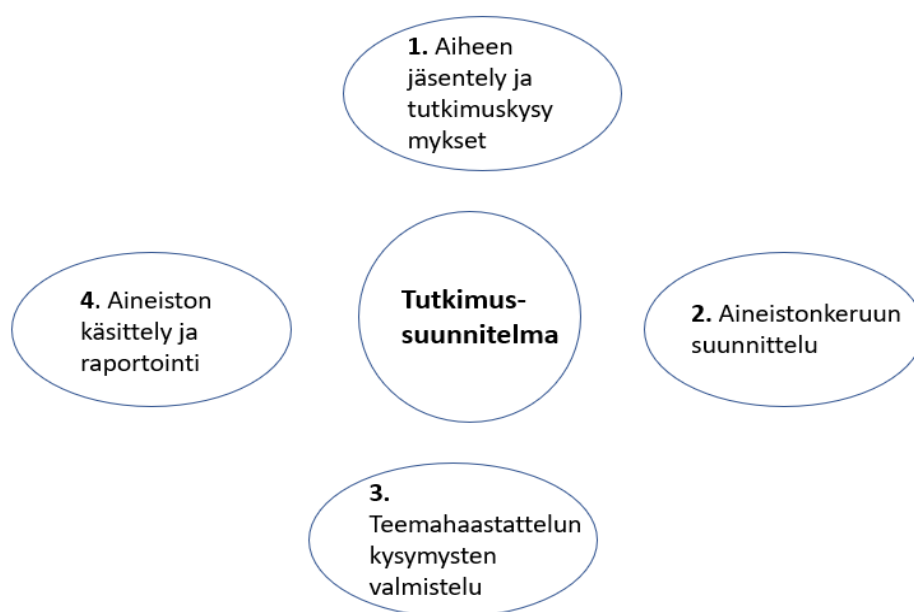 1. Aiheen
jäsentely ja
tutkimuskysy
mykset
Tutkimus-
suunnitelma
4. Aineiston
käsittely ja
raportointi
2. Aineistonkeruun
suunnittelu
3.
Teemahaastattelun
kysymysten
valmistelu